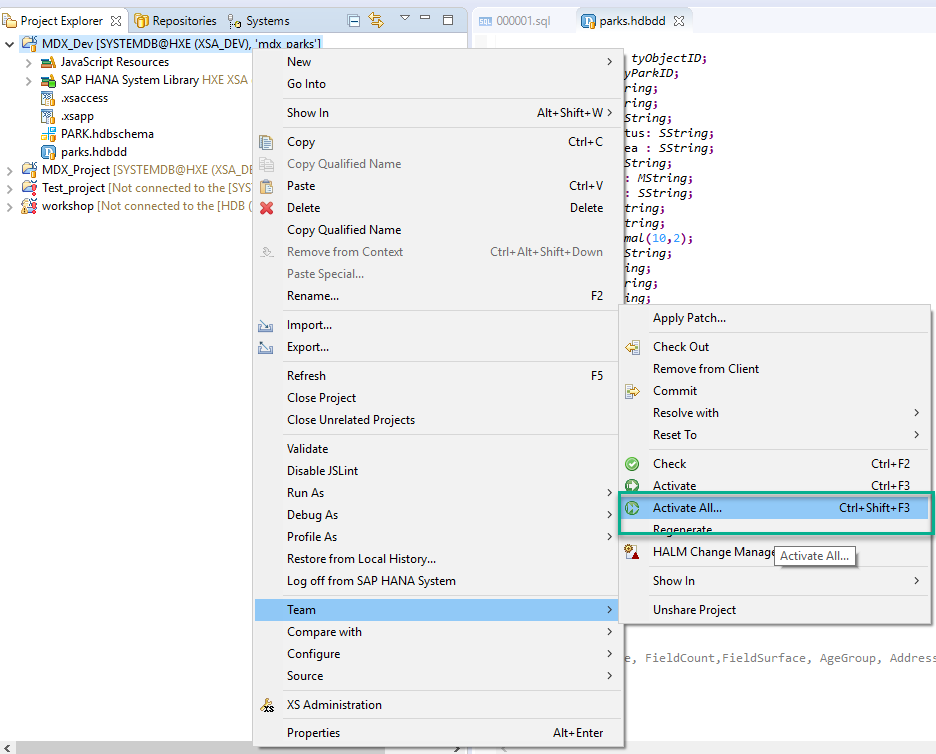 Project Explorer Repositories Systems
000001.sql parks.hdbdd
MDX_Dev [SYSTEMDB@HXE (XSA_DEV), 'mdx_parks']
JavaScript Resources
SAP HANA System Library HXE XSA
.xsaccess
.xsapp
PARK.hdbschema
parks.hdbdd
MDX_Project [SYSTEMDB@HXE (XSA_DE
Test_project [Not connected to the [SYS
workshop [Not connected to the [HDB (
New
Go Into
Show In Alt+Shift+W
Copy Ctrl+C
Copy Qualified Name
Paste Ctrl+V
Delete Delete
Copy Qualified Name
Remove from Context Ctrl+Alt+Shift+Down
Paste Special...
Rename... F2
Import...
Export...
Refresh F5
Close Project
Close Unrelated Projects
Validate
Disable JSLint
Run As
Debug As
Profile As
Restore from Local History...
Log off from SAP HANA System
Team
Compare with
Configure
Source
XS Administration
Properties Alt+Enter
tyObjectID;
yParkID;
ring;
ring;
String;
tus: SString;
ea : SString;
String;
: MString;
: SString;
tring;
tring;
mal(10,2);
String;
ing;
ring;
ing;
Apply Patch...
Check Out
Remove from Client
Commit
Resolve with
Reset To
Check Ctrl+F2
Activate Ctrl+F3
Activate All... Ctrl+Shift+F3
Regenerate
HALM Change Manage
Activate All...
Show In
Unshare Project
e, FieldCount,FieldSurface, AgeGroup, Address